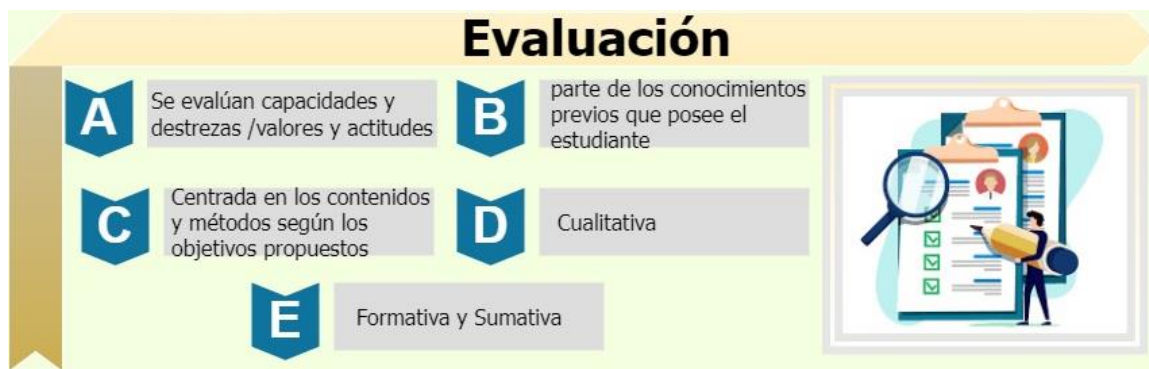 Evaluación
A
Se evalúan capacidades y
destrezas /valores y actitudes
B
parte de los conocimientos
previos que posee el
estudiante
C
Centrada en los contenidos
y métodos según los
objetivos propuestos
D
Cualitativa
E
Formativa y Sumativa